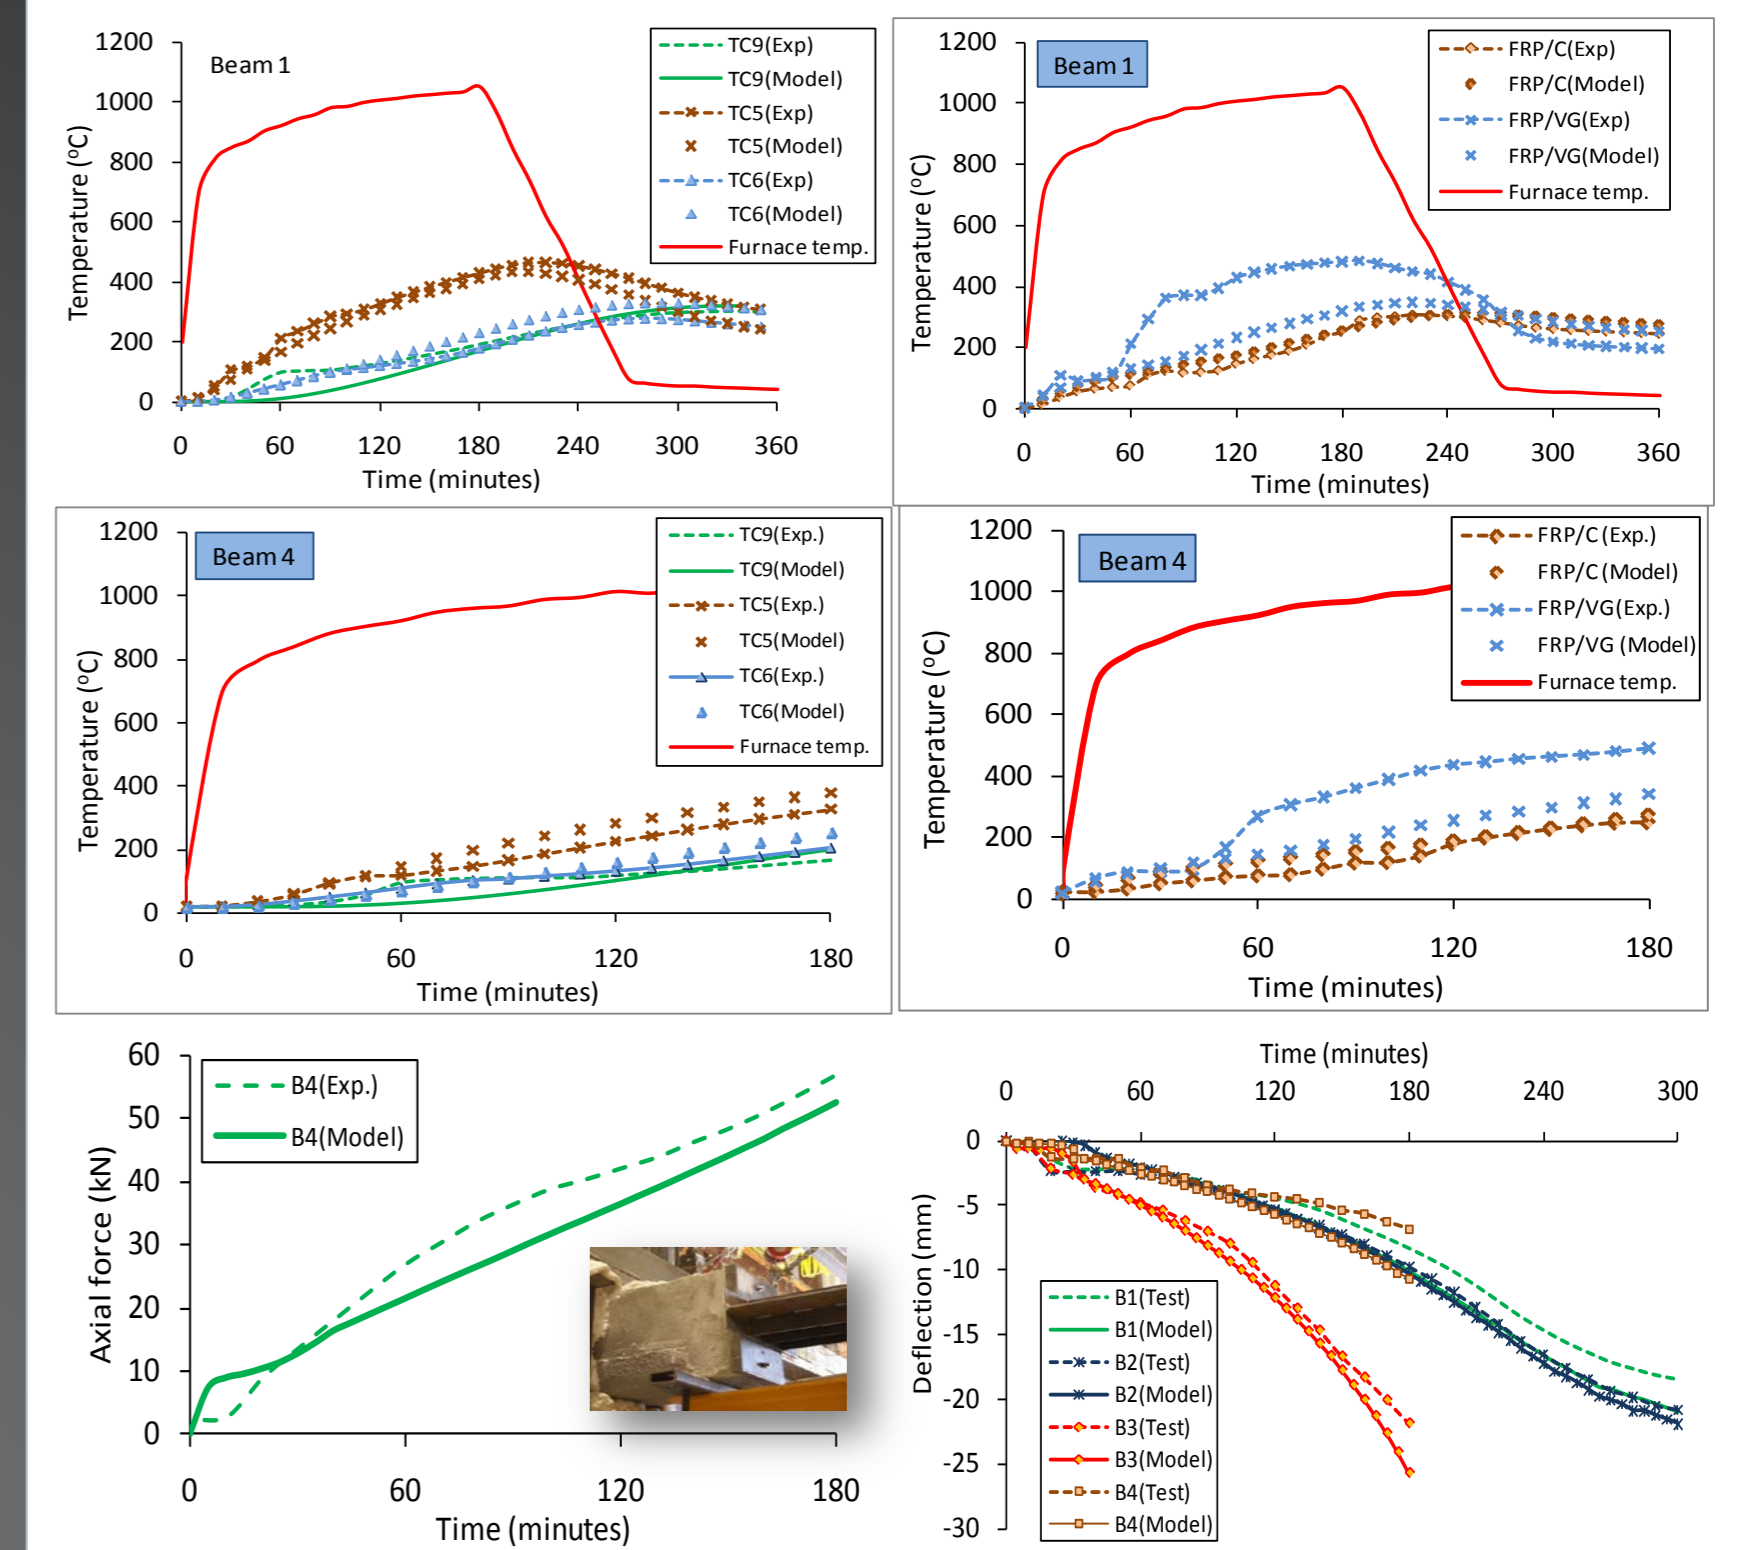 1200
1000
800
600
400
200
0
0 60 120 180 240 300 360
Temperature (oC)
Time (minutes)
Beam 1
TC9(Exp)
TC9(Model)
TC5(Exp)
TC5(Model)
TC6(Exp)
TC6(Model)
Furnace temp.
1200
1000
800
600
400
200
0
0 60 120 180 240 300 360
Temperature (oC)
Time (minutes)
Beam 1
FRP/C(Exp)
FRP/C(Model)
FRP/VG(Exp)
FRP/VG(Model)
Furnace temp.
1200
1000
800
600
400
200
0
0 60 120 180
Temperature (oC)
Time (minutes)
Beam 4
TC9(Exp.)
TC9(Model)
TC5(Exp.)
TC5(Model)
TC6(Exp.)
TC6(Model)
Furnace temp.
1200
1000
800
600
400
200
0
0 60 120 180
Temperature (oC)
Time (minutes)
Beam 4
FRP/C (Exp.)
FRP/C (Model)
FRP/VG(Exp.)
FRP/VG (Model)
Furnace temp.
60
50
40
30
20
10
0
0 60 120 180
Axial force (kN)
Time (minutes)
B4(Exp.)
B4(Model)
Time (minutes)
0 60 120 180 240 300
0
-5
-10
-15
-20
-25
-30
Deflection (mm)
B1(Test)
B1(Model)
B2(Test)
B2(Model)
B3(Test)
B3(Model)
B4(Test)
B4(Model)